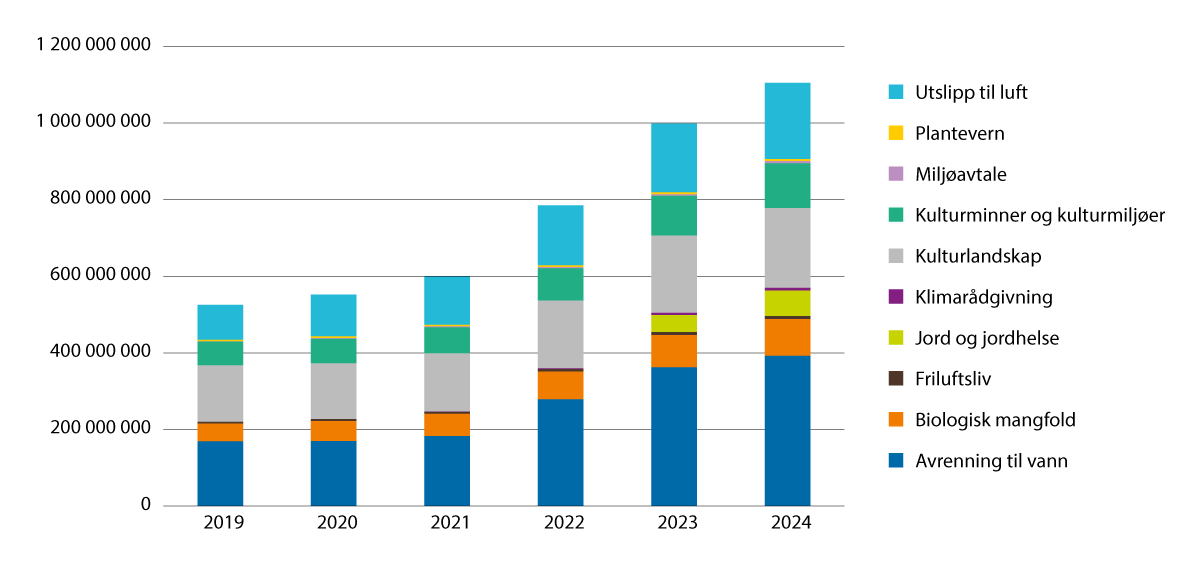 1 200 000 000
1 000 000 000
800 000 000
600 000 000
400 000 000
200 000 000
0
2019
2020
2021
2022
2023
2024
Utslipp til luft
Plantevern
Miljøavtale
Kulturminner og kulturmiljøer
Kulturlandskap
Klimarådgivning
Jord og jordhelse
Friluftsliv
Biologisk mangfold
Avrenning til vann